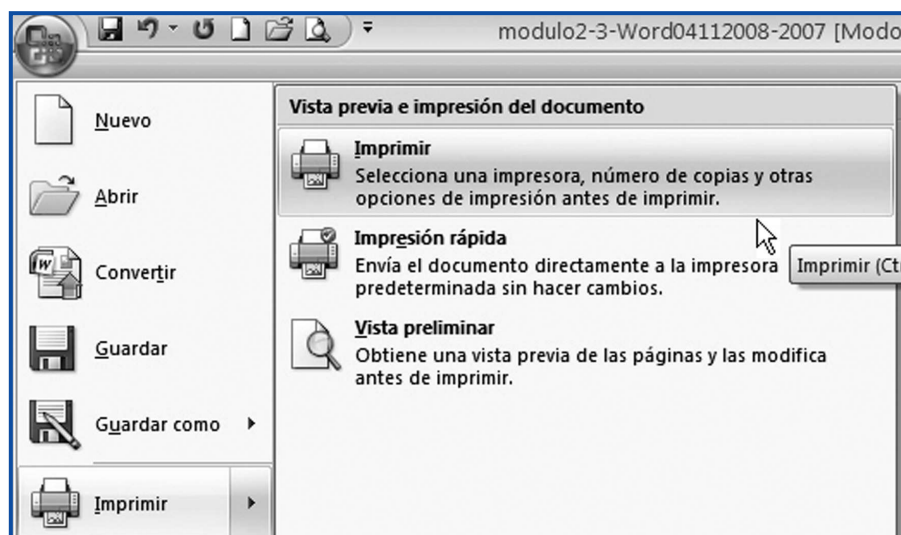 modulo2-3-Word04112008-2007 [Modo
Nuevo
Abrir
Convertir
Guardar
Guardar como
Imprimir
Vista previa e impresión del documento
Imprimir
Selecciona una impresora, número de copias y otras
opciones de impresión antes de imprimir.
Impresión rápida
Envía el documento directamente a la impresora
predeterminada sin hacer cambios.
Imprimir (Ct
Vista preliminar
Obtiene una vista previa de las páginas y las modifica
antes de imprimir.